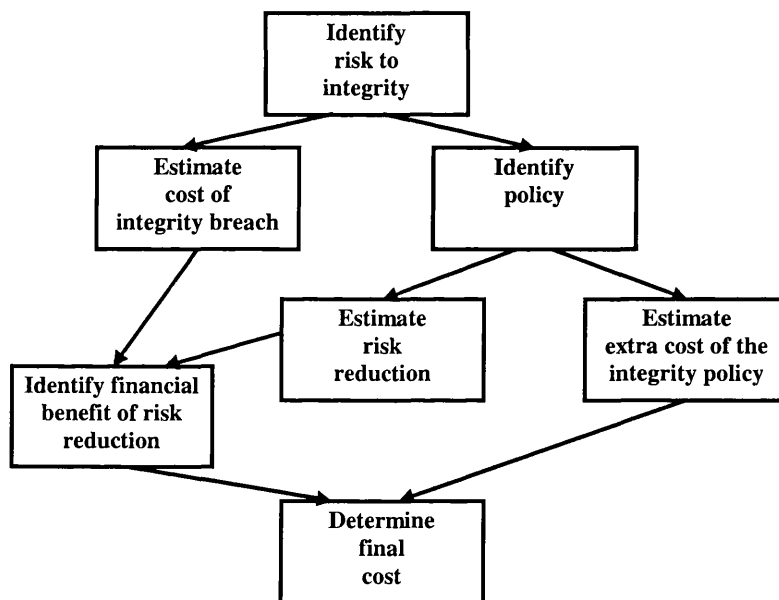 Identify
risk to
integrity
Estimate
cost of
integrity breach
Identify
policy
Estimate
risk
reduction
Estimate
extra cost of the
integrity policy
Identify financial
benefit of risk
reduction
Determine
final
cost